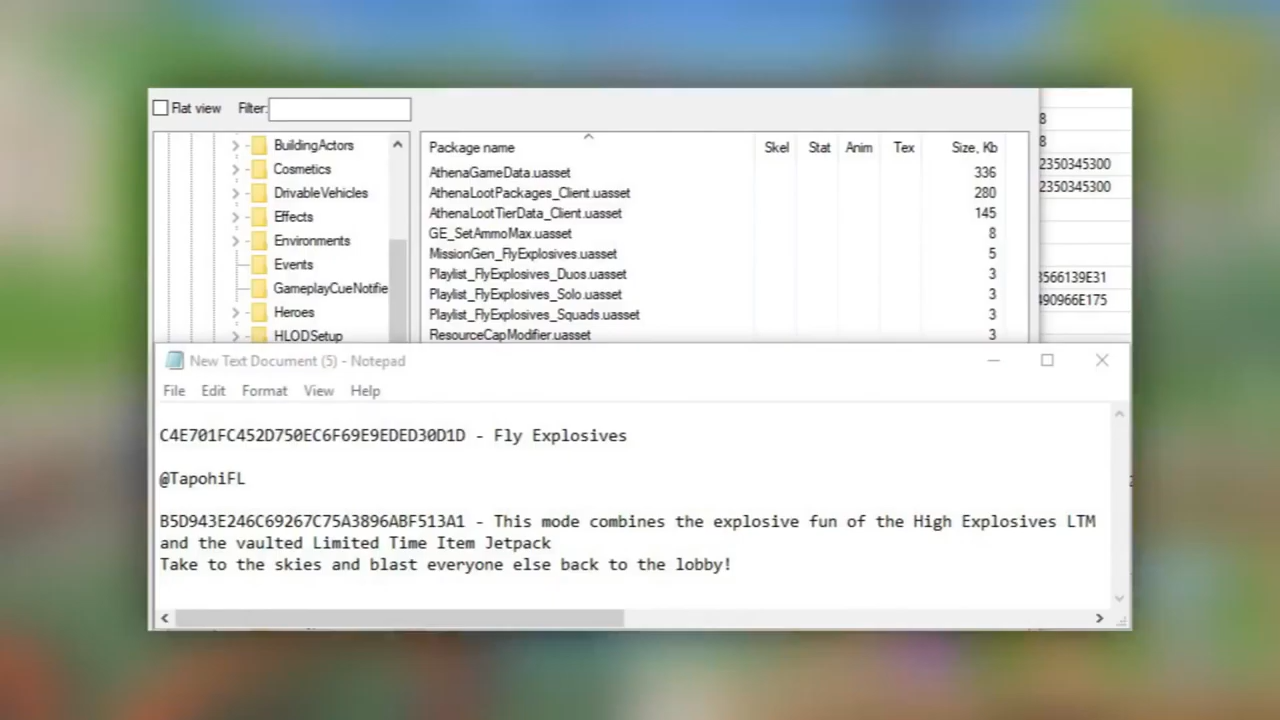 Flat view Filter:
BuildingActors
Cosmetics
DrivableVehicles
Effects
Environments
Events
GameplayCueNotifie
Heroes
HLODSetup
Package name Skel Stat Anim Tex Size, Kb
AthenaGameData.uasset 336
AthenaLootPackages_Client.uasset 280
AthenaLootTierData_Client.uasset 145
GE_SetAmmoMax.uasset 8
MissionGen_FlyExplosives.uasset 5
Playlist_FlyExplosives_Duos.uasset 3
Playlist_FlyExplosives_Solo.uasset 3
Playlist_FlyExplosives_Squads.uasset 3
ResourceCapModifier.uasset 3
8
8
2350345300
2350345300
3566139E31
490966E175
New Text Document (5) - Notepad
File Edit Format View Help
C4E701FC452D750EC6F69E9EDED30D1D - Fly Explosives
@TapohiFL
B5D943E246C69267C75A3896ABF513A1 - This mode combines the explosive fun of the High Explosives LTM
and the vaulted Limited Time Item Jetpack
Take to the skies and blast everyone else back to the lobby!